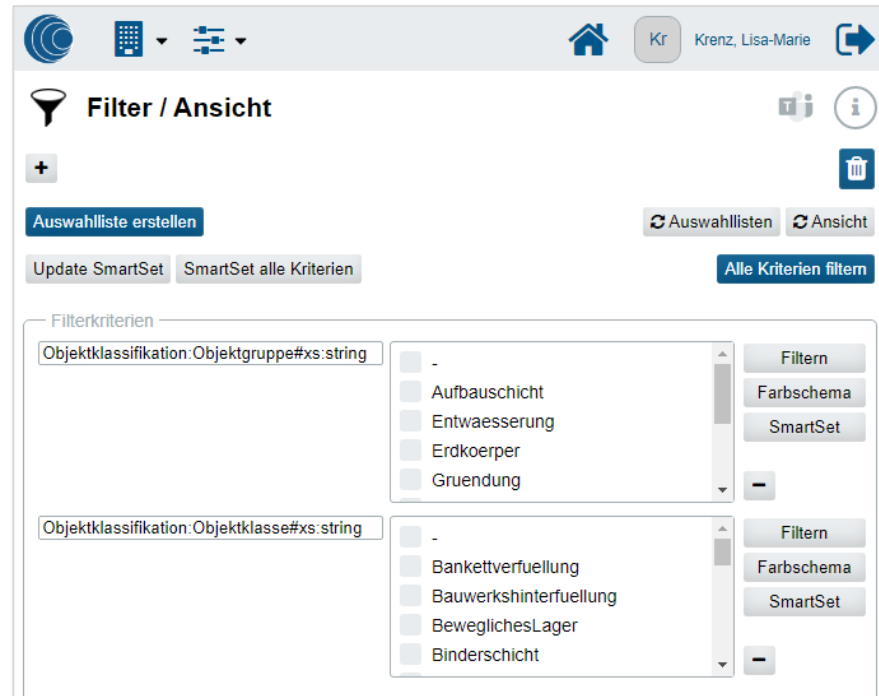 Kr Krenz, Lisa-Marie
Filter / Ansicht
T i
+
Auswahlliste erstellen Auswahllisten Ansicht
Update SmartSet SmartSet alle Kriterien Alle Kriterien filtern
Filterkriterien
Objektklassifikation:Objektgruppe#xs:string
-
Aufbauschicht
Entwaesserung
Erdkoerper
Gruendung
Filtern
Farbschema
SmartSet
−
Objektklassifikation:Objektklasse#xs:string
-
Bankettverfuellung
Bauwerkshinterfuellung
BeweglichesLager
Binderschicht
Filtern
Farbschema
SmartSet
−